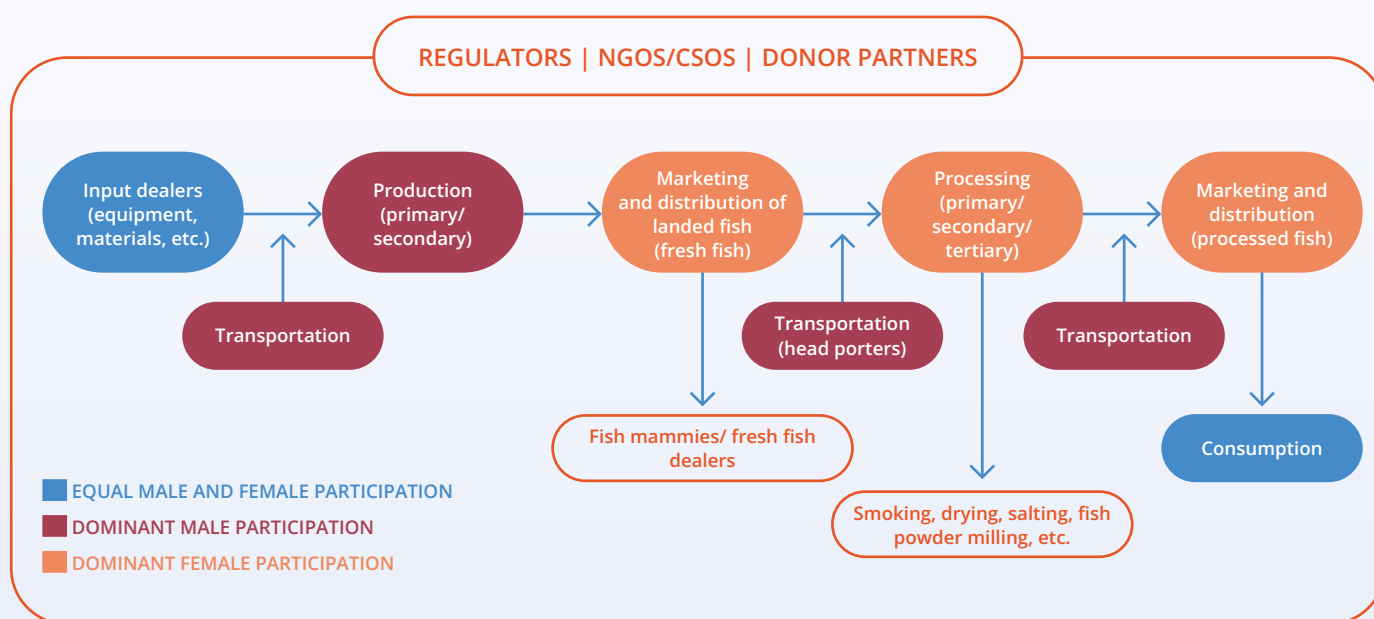 REGULATORS | NGOS/CSOS | DONOR PARTNERS
Input dealers
(equipment,
materials, etc.)
Production
(primary/
secondary)
Marketing
and distribution of
landed fish
(fresh fish)
Processing
(primary/
secondary/
tertiary)
Marketing and
distribution
(processed fish)
Transportation
Transportation
(head porters)
Transportation
Fish mammies/ fresh fish
dealers
Consumption
Smoking, drying, salting, fish
powder milling, etc.
EQUAL MALE AND FEMALE PARTICIPATION
DOMINANT MALE PARTICIPATION
DOMINANT FEMALE PARTICIPATION